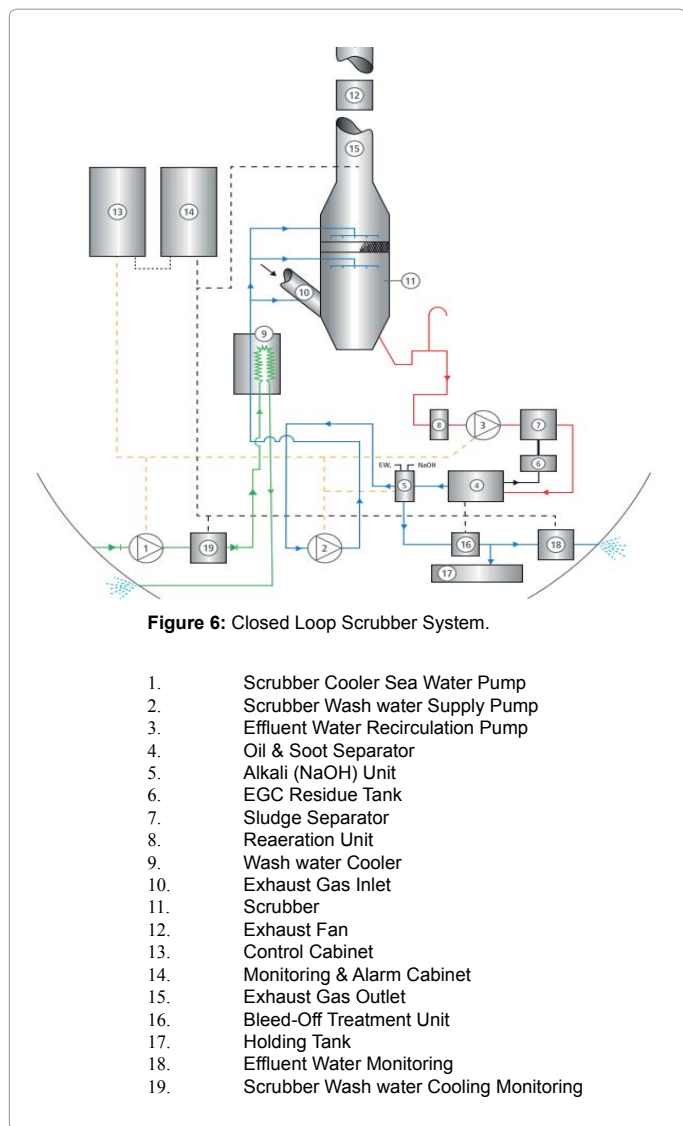 12
15
13
14
11
10
9
8
3
7
6
F.W.
NaOH
5
4
1
19
2
16
18
17
Figure 6: Closed Loop Scrubber System.
1. Scrubber Cooler Sea Water Pump
2. Scrubber Wash water Supply Pump
3. Effluent Water Recirculation Pump
4. Oil & Soot Separator
5. Alkali (NaOH) Unit
6. EGC Residue Tank
7. Sludge Separator
8. Reaeration Unit
9. Wash water Cooler
10. Exhaust Gas Inlet
11. Scrubber
12. Exhaust Fan
13. Control Cabinet
14. Monitoring & Alarm Cabinet
15. Exhaust Gas Outlet
16. Bleed-Off Treatment Unit
17. Holding Tank
18. Effluent Water Monitoring
19. Scrubber Wash water Cooling Monitoring